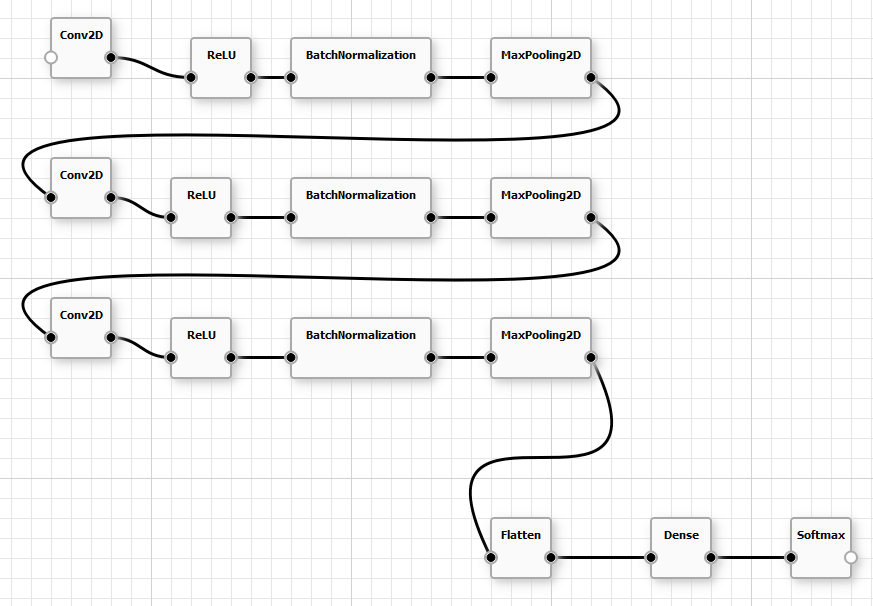 Conv2D
ReLU
BatchNormalization
MaxPooling2D
Conv2D
ReLU
BatchNormalization
MaxPooling2D
Conv2D
ReLU
BatchNormalization
MaxPooling2D
Flatten
Dense
Softmax